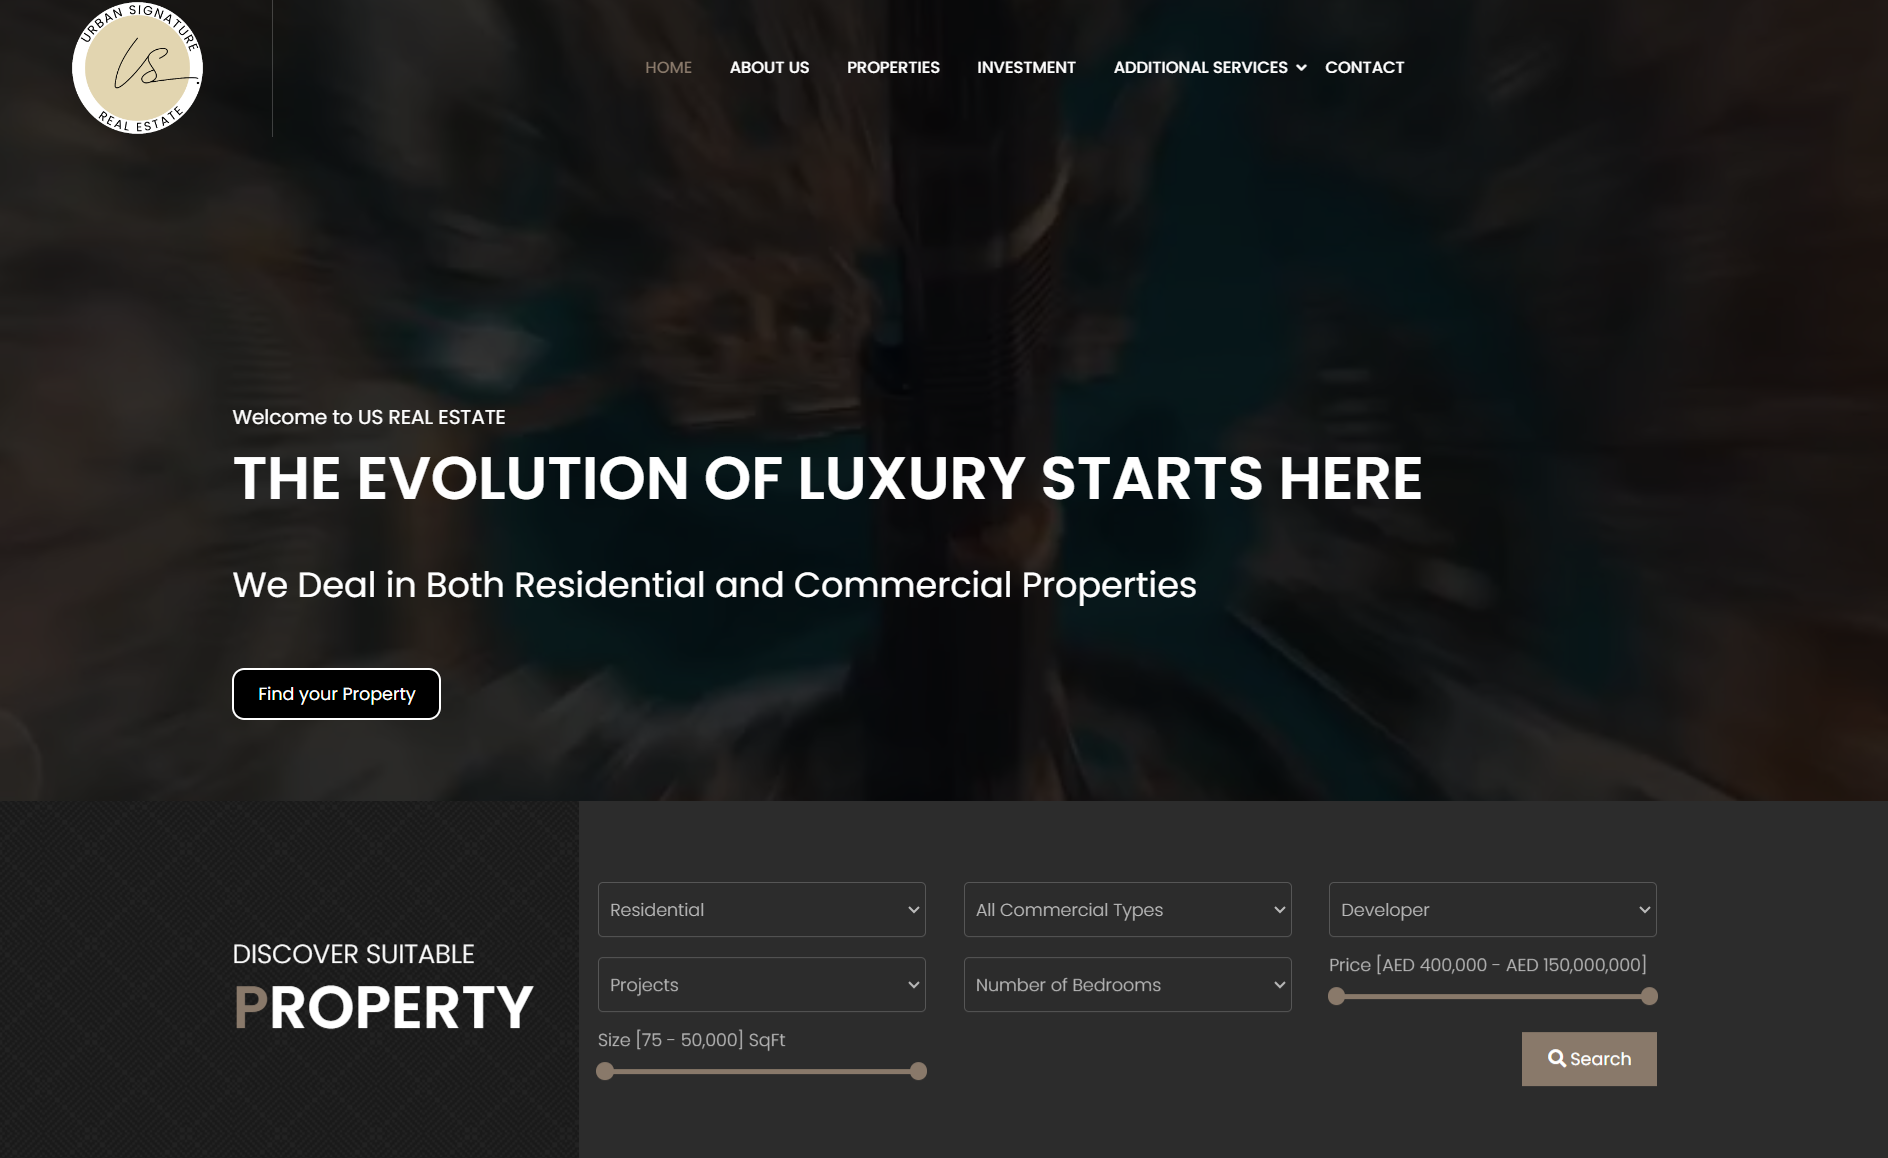 URBAN SIGNATURE
US
REAL ESTATE
HOME
ABOUT US
PROPERTIES
INVESTMENT
ADDITIONAL SERVICES
CONTACT
Welcome to US REAL ESTATE
THE EVOLUTION OF LUXURY STARTS HERE
We Deal in Both Residential and Commercial Properties
Find your Property
DISCOVER SUITABLE
PROPERTY
Residential
All Commercial Types
Developer
Projects
Number of Bedrooms
Price [AED 400,000 - AED 150,000,000]
Size [75 - 50,000] SqFt
Search